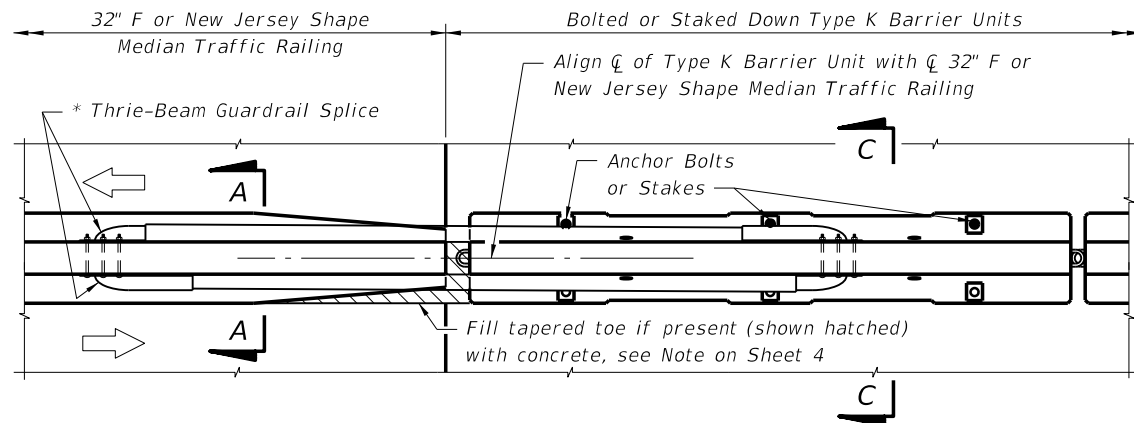 32" F or New Jersey Shape
Median Traffic Railing
Bolted or Staked Down Type K Barrier Units
Align ℄ of Type K Barrier Unit with ℄ 32" F or
New Jersey Shape Median Traffic Railing
* Thrie-Beam Guardrail Splice
Anchor Bolts
or Stakes
A
C
A
C
Fill tapered toe if present (shown hatched)
with concrete, see Note on Sheet 4